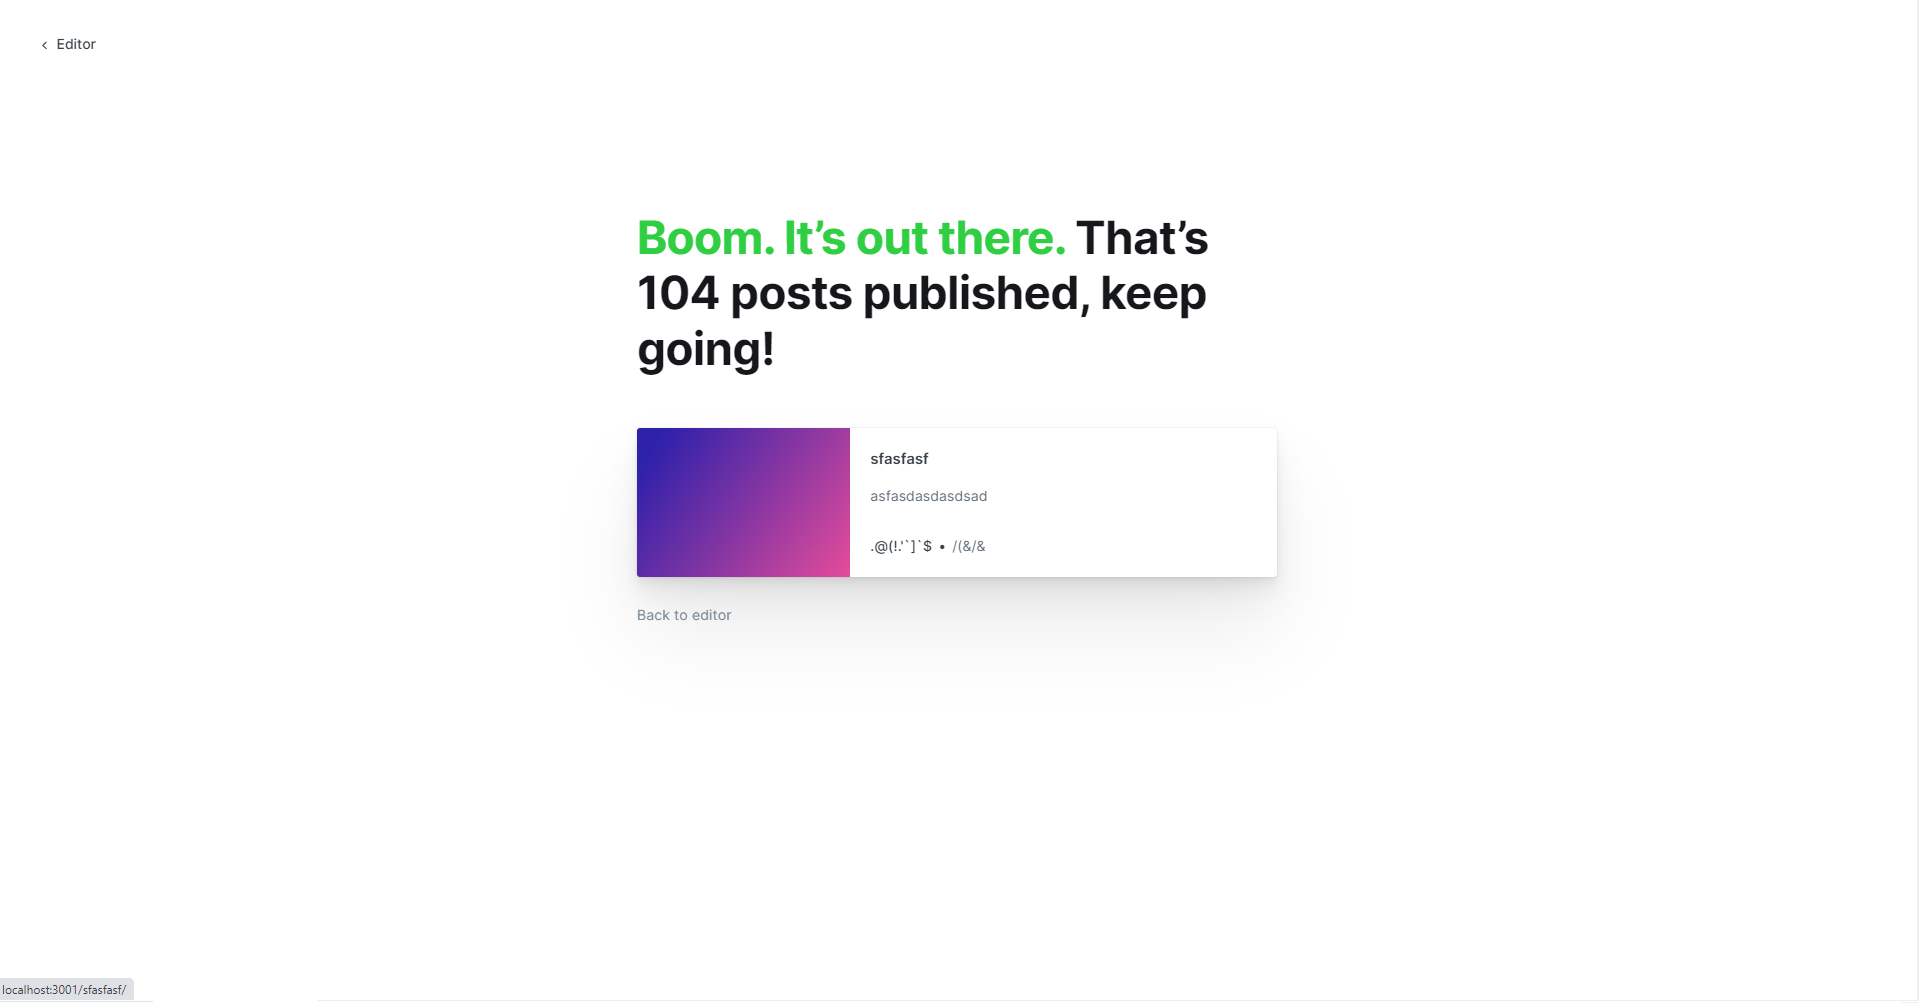 Editor
Boom. It’s out there. That’s
104 posts published, keep
going!
sfasfasf
asfasdasdasdsad
.@(!.'`]`$ • /(&/&
Back to editor
localhost:3001/sfasfasf/